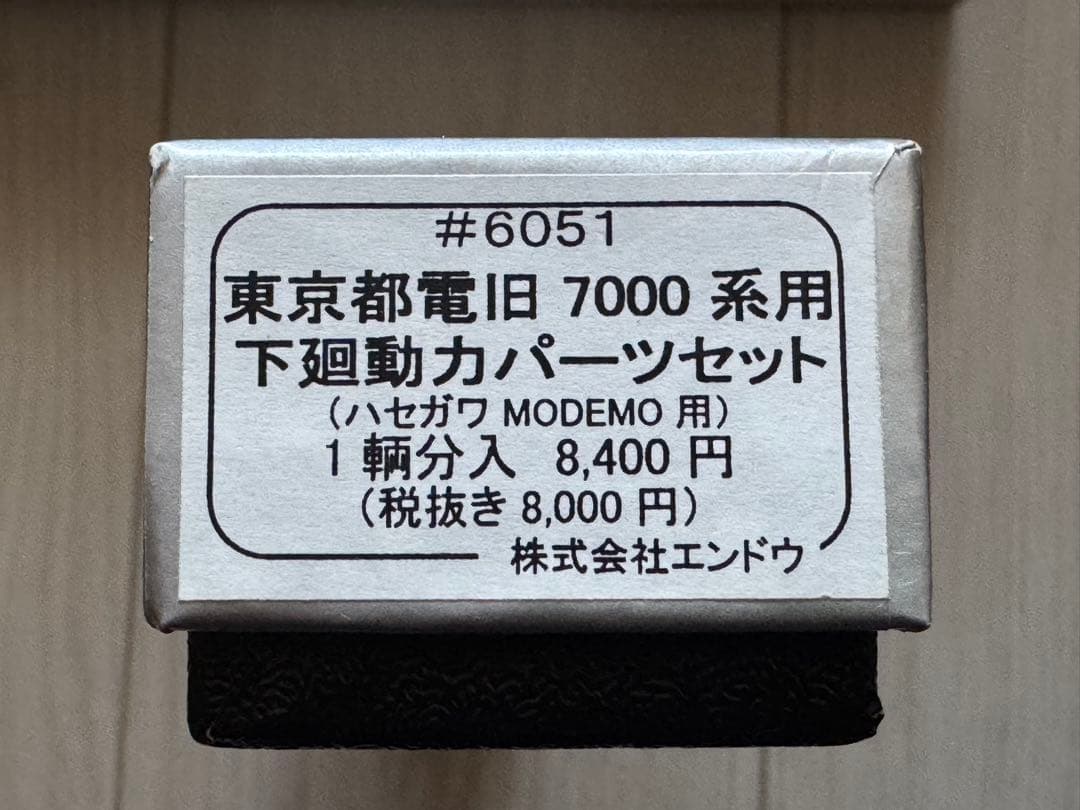 #6051
東京都電旧 7000 系用
下廻動力パーツセット
(ハセガワ MODEMO 用)
1 輌分入 8,400 円
(税抜き 8,000 円)
株式会社エンドウ